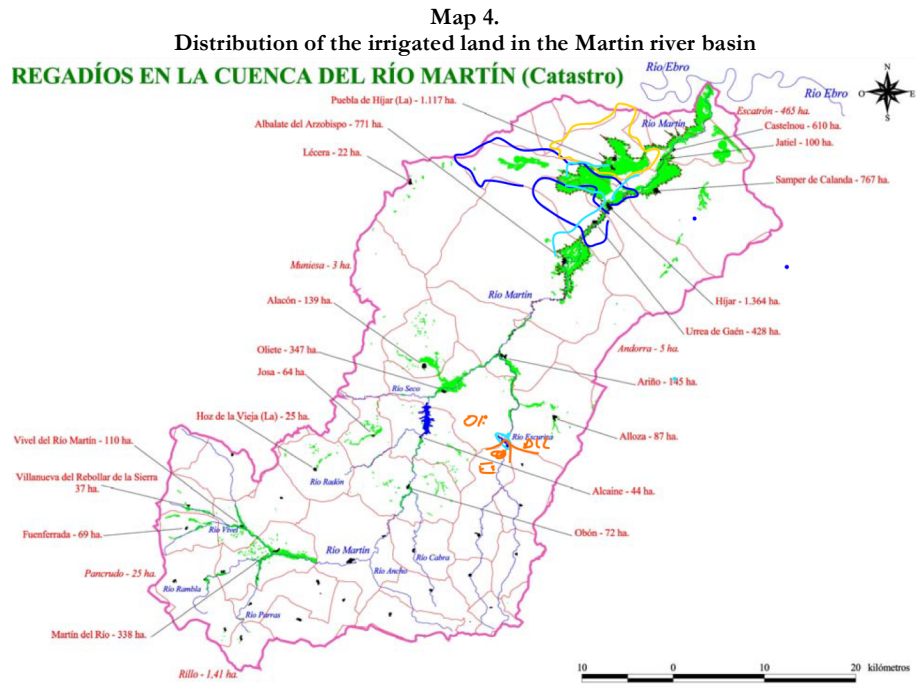 Map 4.
Distribution of the irrigated land in the Martin river basin
REGADÍOS EN LA CUENCA DEL RÍO MARTÍN (Catastro)
Río Ebro
Río Ebro
N
O
E
S
Puebla de Híjar (La) - 1.117 ha.
Escatrón - 465 ha.
Río Martín
Albalate del Arzobispo - 771 ha.
Castelnou - 610 ha.
Jatiel - 100 ha.
Lécera - 22 ha.
Samper de Calanda - 767 ha.
Muniesa - 3 ha.
Río Martín
Alacón - 139 ha.
Híjar - 1.364 ha.
Urrea de Gaén - 428 ha.
Andorra - 5 ha.
Oliete - 347 ha.
Josa - 64 ha.
Ariño - 145 ha.
Río Seco
Hoz de la Vieja (La) - 25 ha.
Vivel del Río Martín - 110 ha.
Río Escuriza
Alloza - 87 ha.
Río Radón
Villanueva del Rebollar de la Sierra
37 ha.
Alcaine - 44 ha.
Río Vivel
Fuenferrada - 69 ha.
Obón - 72 ha.
Río Martín
Río Cabra
Río Ancho
Pancrudo - 25 ha.
Río Rambla
Río Parras
Martín del Río - 338 ha.
Rillo - 1,41 ha.
10 0 10 20 kilómetros